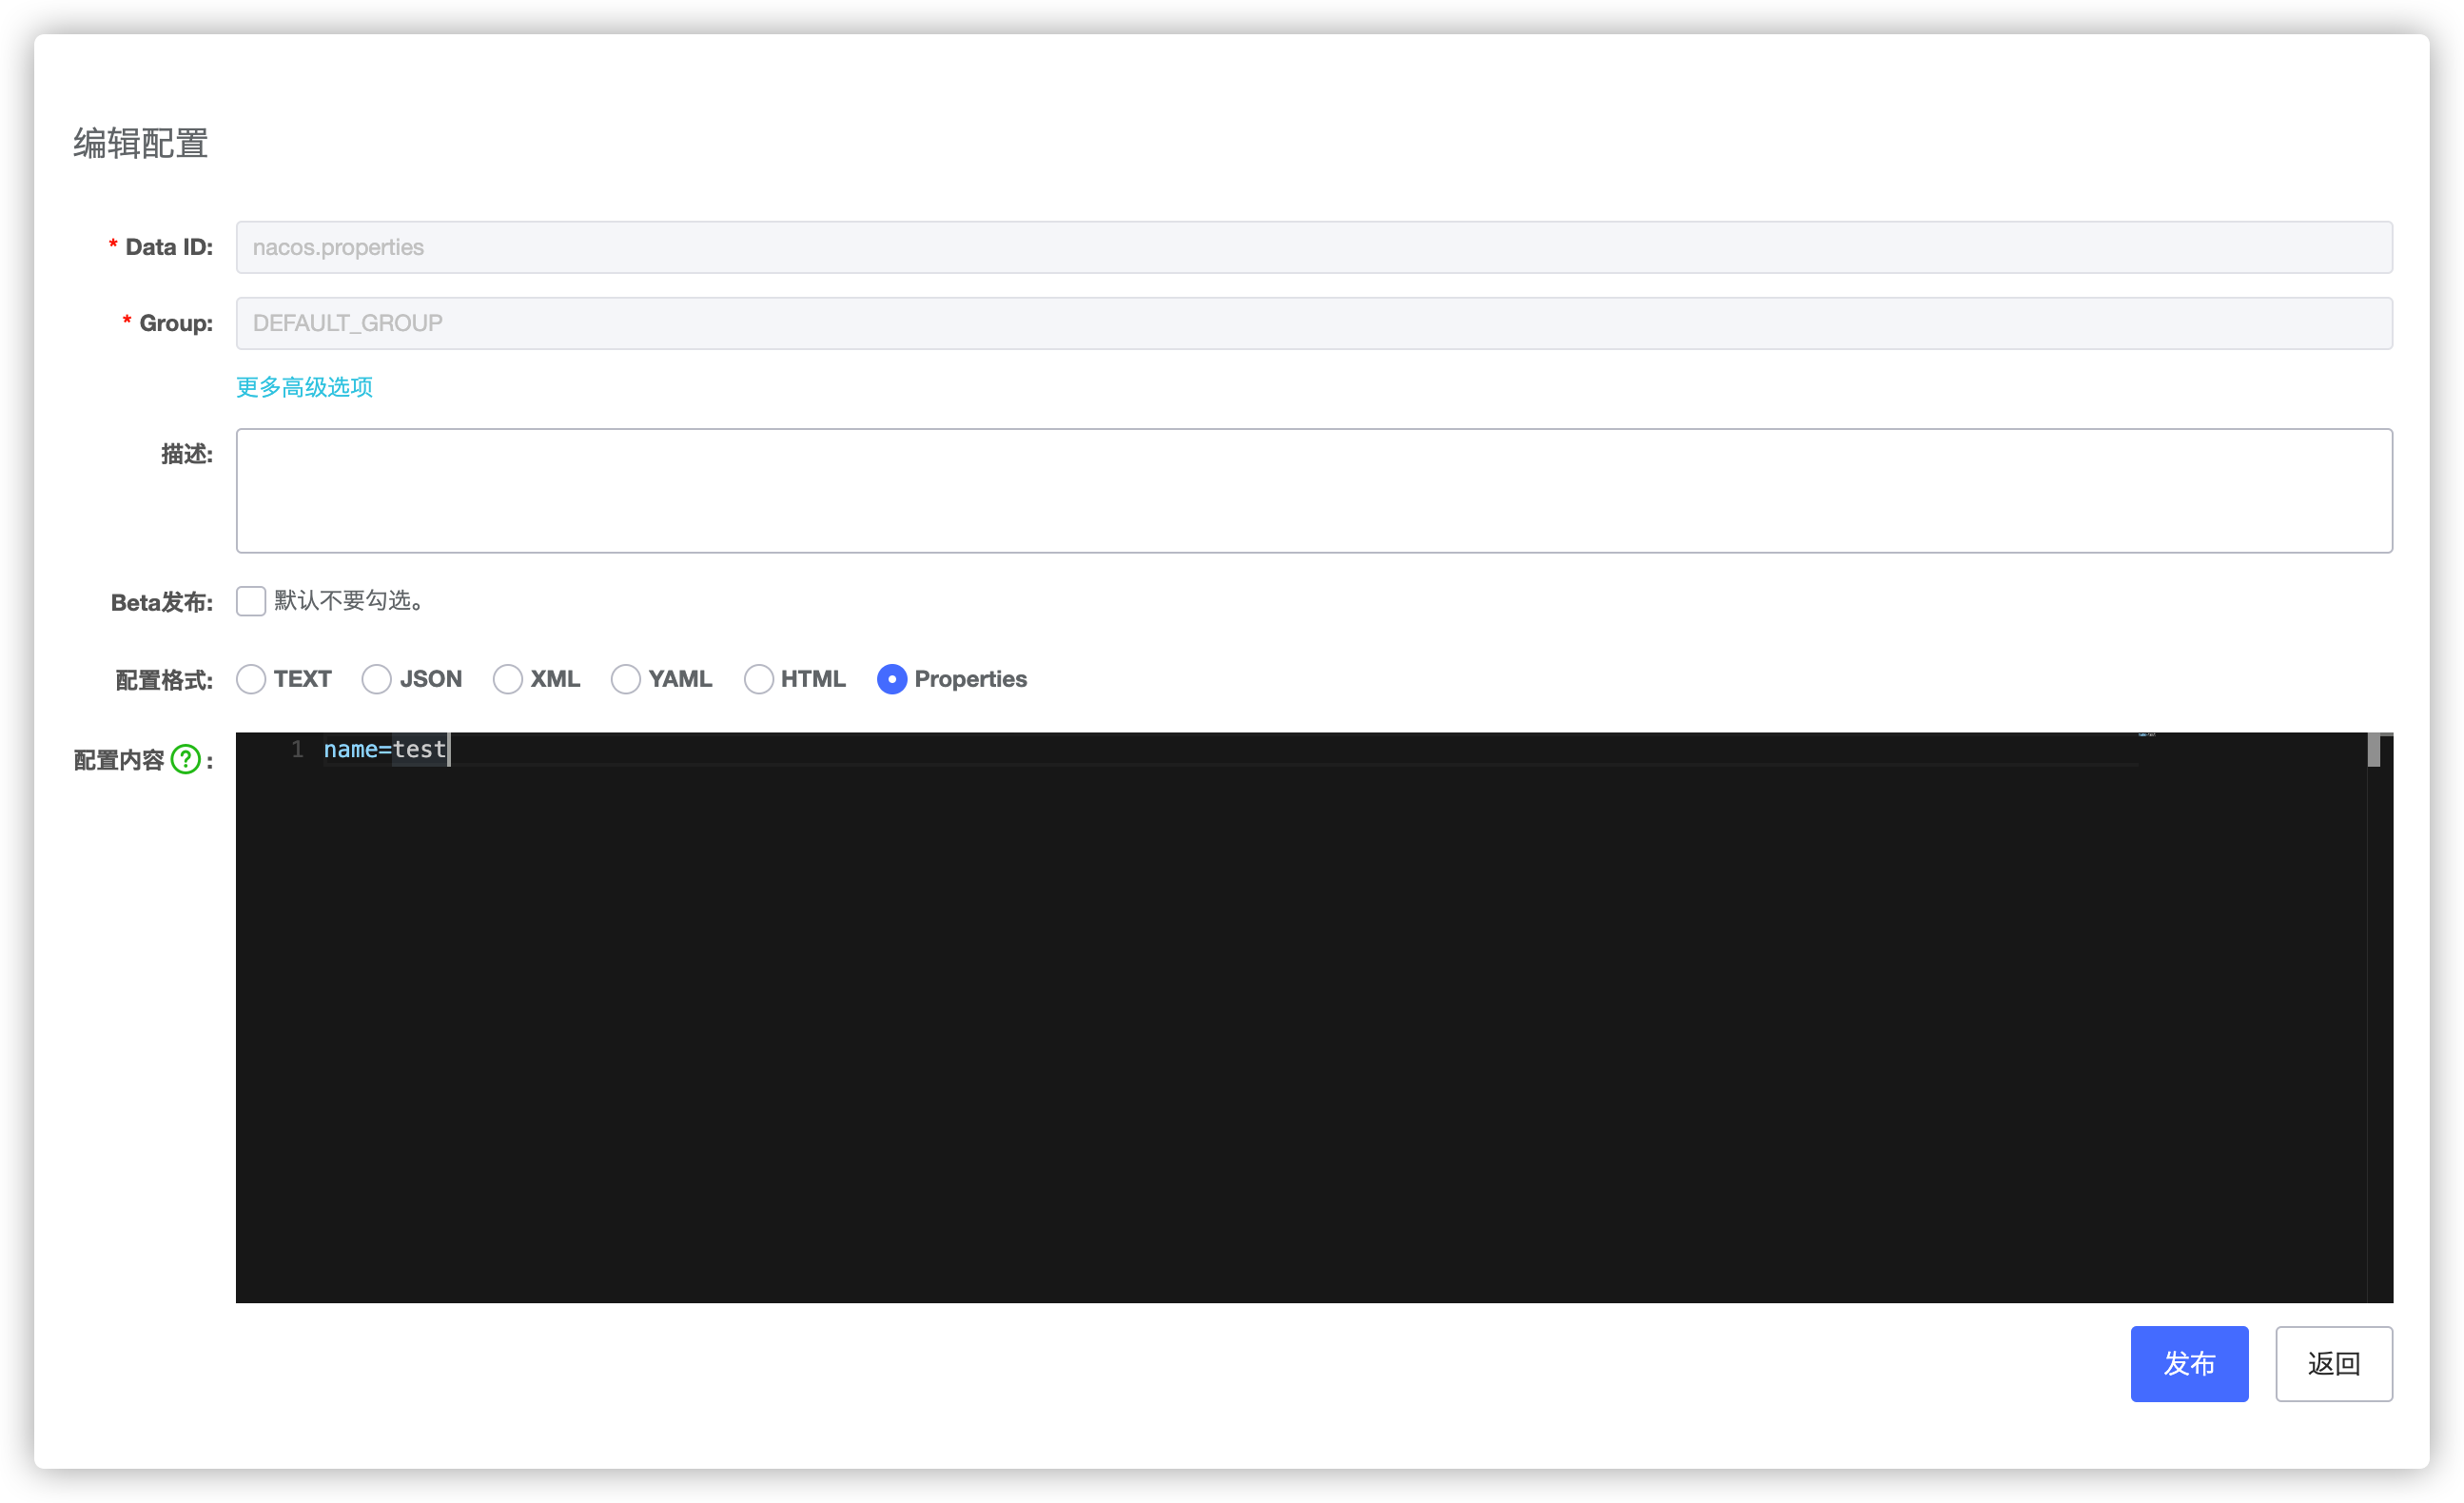 编辑配置
* Data ID: nacos.properties
* Group: DEFAULT_GROUP
更多高级选项
描述:
Beta发布: 默认不要勾选。
配置格式: TEXT JSON XML YAML HTML Properties
配置内容 ? :
1 name=test
发布 返回